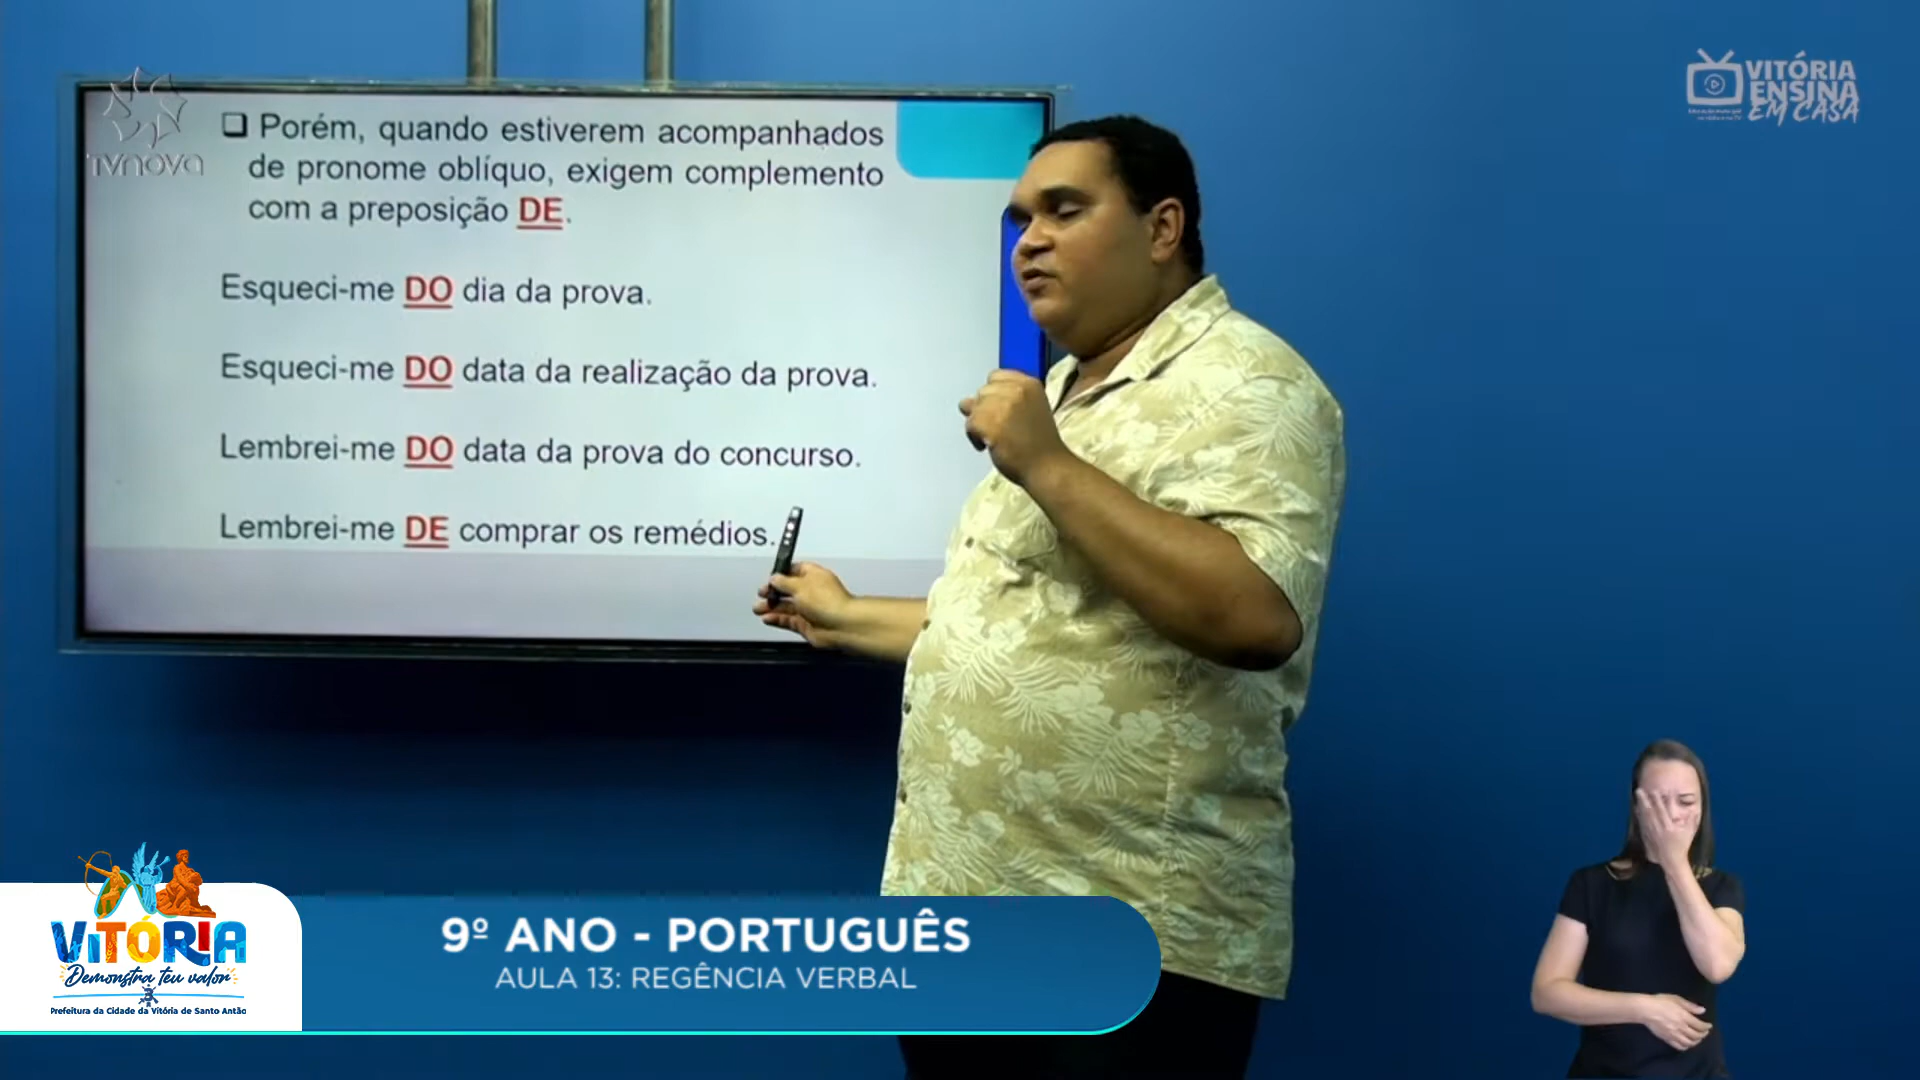 ❑ Porém, quando estiverem acompanhados
de pronome oblíquo, exigem complemento
com a preposição DE.
Esqueci-me DO dia da prova.
Esqueci-me DO data da realização da prova.
Lembrei-me DO data da prova do concurso.
Lembrei-me DE comprar os remédios.
TVNOVA
VITÓRIA
ENSINA
EM CASA
9º ANO - PORTUGUÊS
AULA 13: REGÊNCIA VERBAL
VITÓRIA
Demonstra teu valor
Prefeitura da Cidade da Vitória de Santo Antão